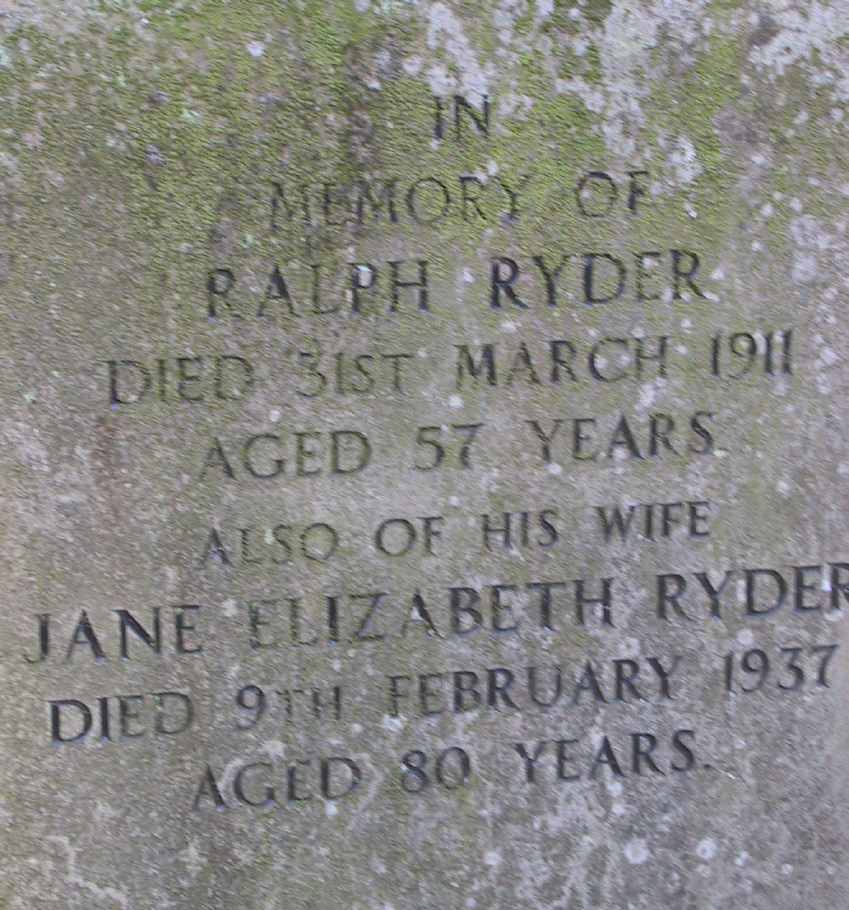 IN
MEMORY OF
RALPH RYDER
DIED 31ST MARCH 1911
AGED 57 YEARS
ALSO OF HIS WIFE
JANE ELIZABETH RYDER
DIED 9TH FEBRUARY 1937
AGED 80 YEARS.